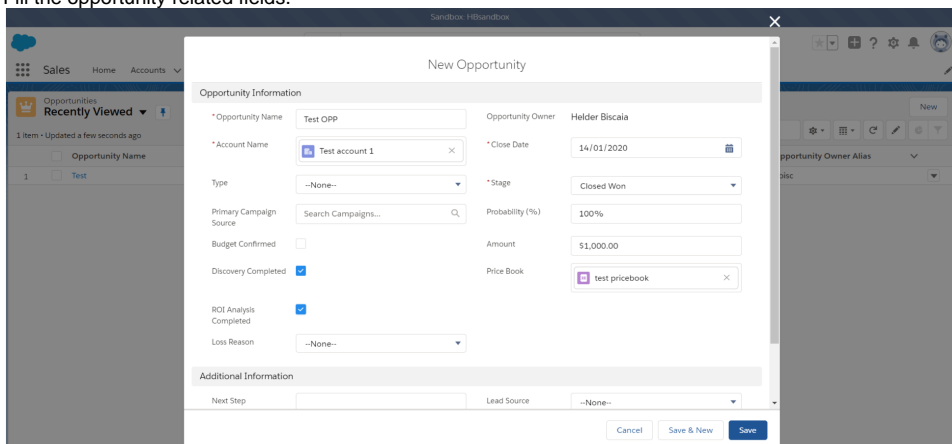 Fill the opportunity related fields.
Sandbox: HBsandbox
Sales Home Accounts
New Opportunity
Opportunities
Recently Viewed
New
1 item • Updated a few seconds ago
Opportunity Name
pportunity Owner Alias
1 Test
bisc
Opportunity Information
*Opportunity Name Test OPP
Opportunity Owner Helder Biscaia
*Account Name Test account 1
*Close Date 14/01/2020
Type --None--
*Stage Closed Won
Primary Campaign Source Search Campaigns...
Probability (%) 100%
Budget Confirmed
Amount $1,000.00
Discovery Completed
Price Book test pricebook
ROI Analysis
Completed
Loss Reason --None--
Additional Information
Next Step
Lead Source --None--
Cancel Save & New Save